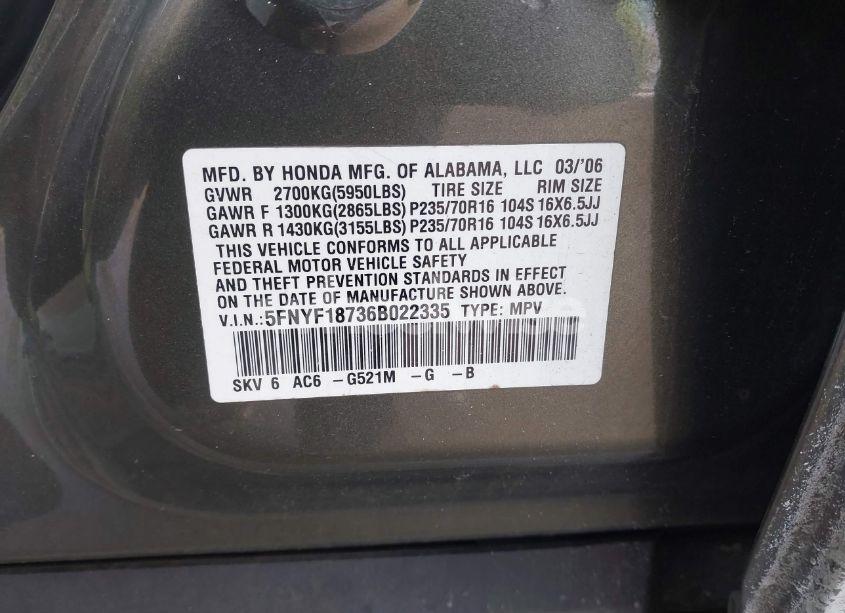 MFD. BY HONDA MFG. OF ALABAMA, LLC 03/'06
GVWR 2700KG(5950LBS) TIRE SIZE RIM SIZE
GAWR F 1300KG(2865LBS) P235/70R16 104S 16X6.5JJ
GAWR R 1430KG(3155LBS) P235/70R16 104S 16X6.5JJ
THIS VEHICLE CONFORMS TO ALL APPLICABLE
FEDERAL MOTOR VEHICLE SAFETY
AND THEFT PREVENTION STANDARDS IN EFFECT
ON THE DATE OF MANUFACTURE SHOWN ABOVE.
V.I.N.:5FNYF18736B022335 TYPE: MPV
SKV 6 AC6 -G521M -G -B